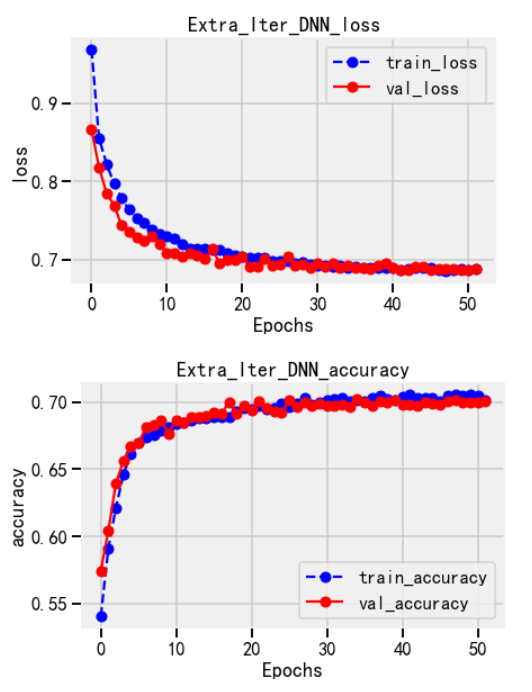 Extra_Iter_DNN_loss
train_loss
val_loss
0.9
0.8
0.7
loss
0 10 20 30 40 50
Epochs
Extra_Iter_DNN_accuracy
0.70
0.65
0.60
0.55
accuracy
train_accuracy
val_accuracy
0 10 20 30 40 50
Epochs